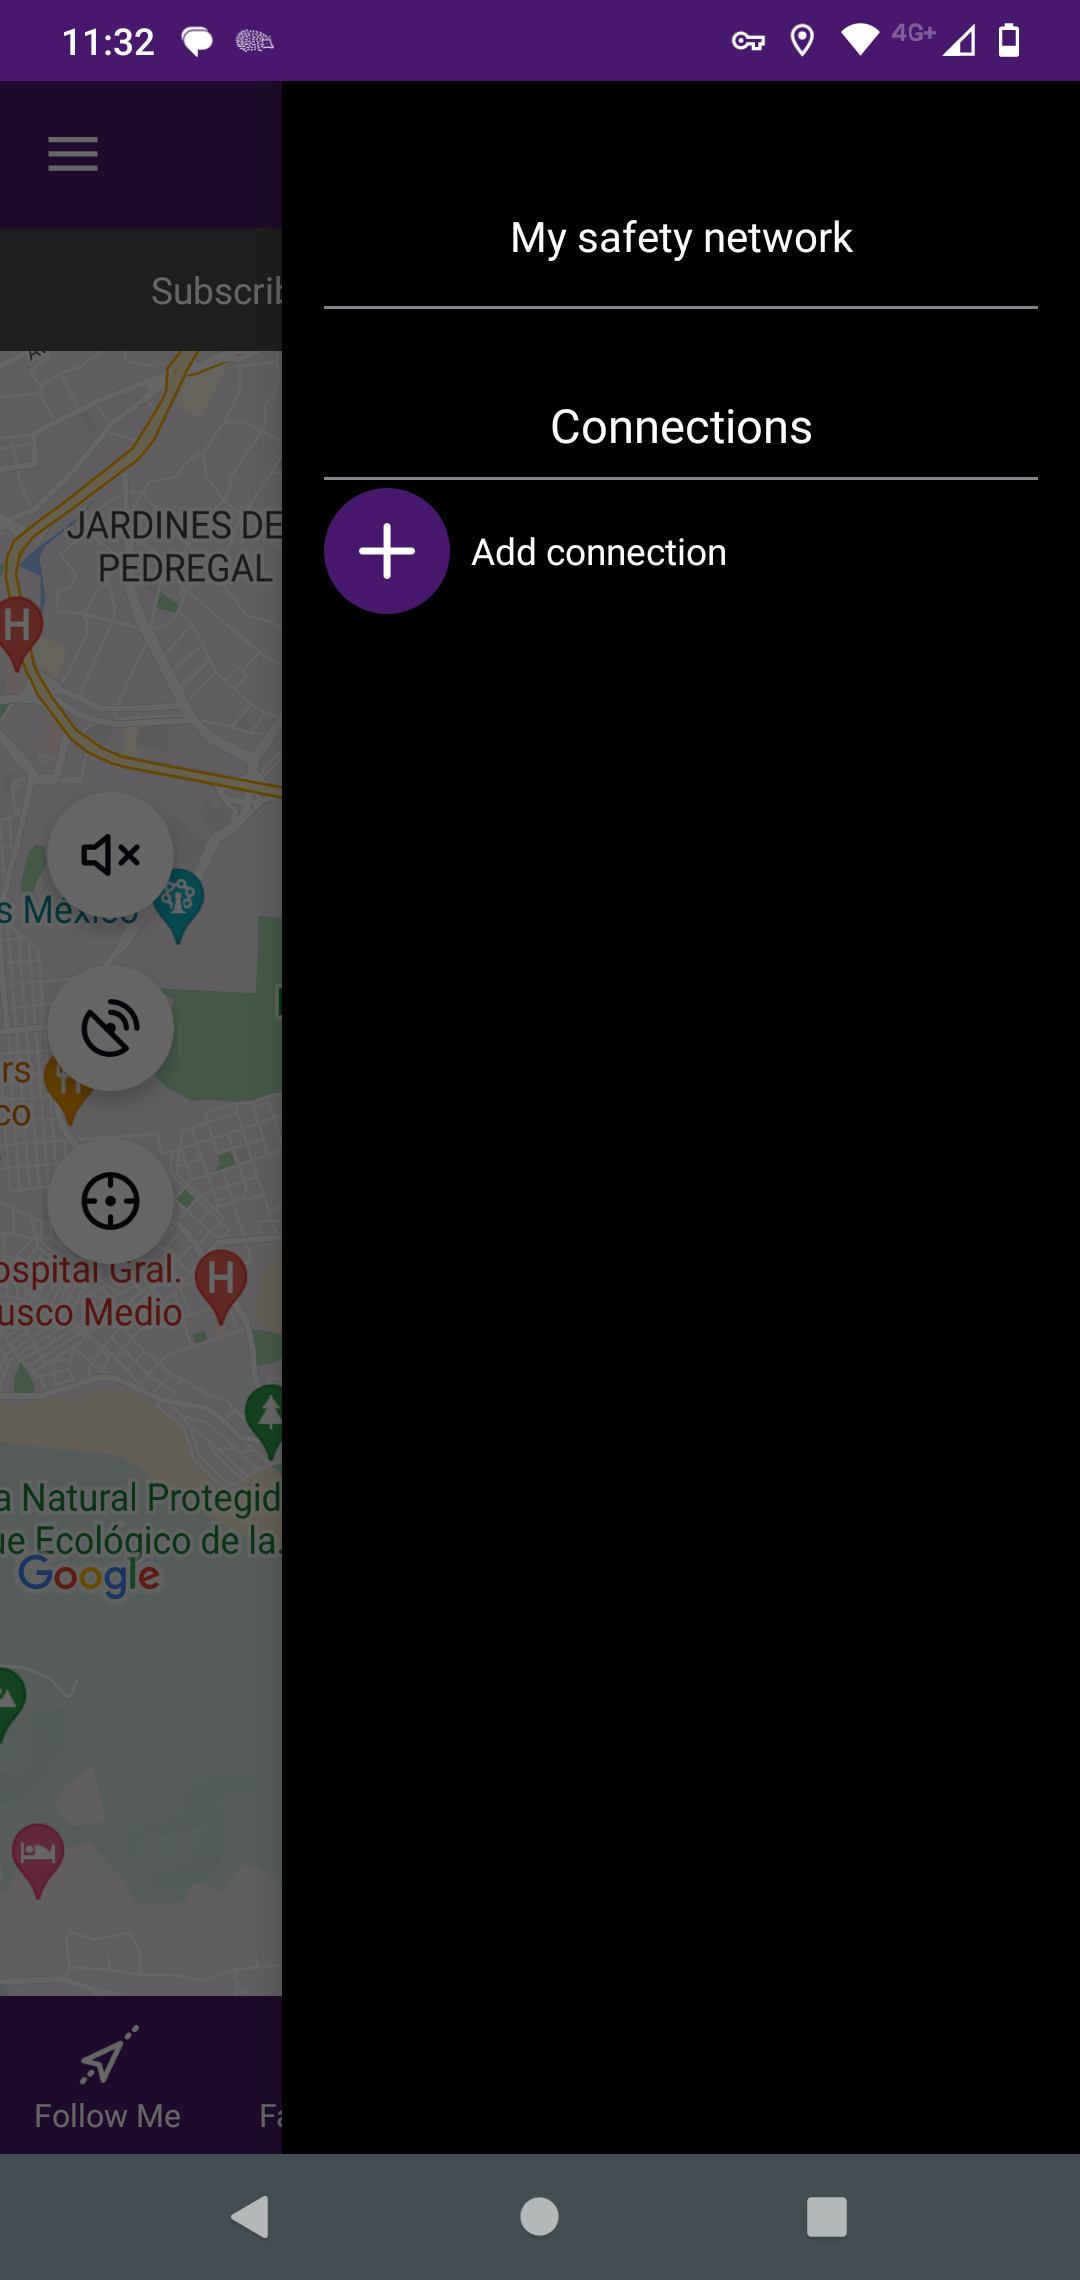 11:32
4G+
My safety network
Subscrib
Connections
Add connection
JARDINES DE
PEDREGAL
H
s México
rs
co
ospital Gral.
usco Medio
H
a Natural Protegid
ue Ecológico de la.
Google
Follow Me
Fa